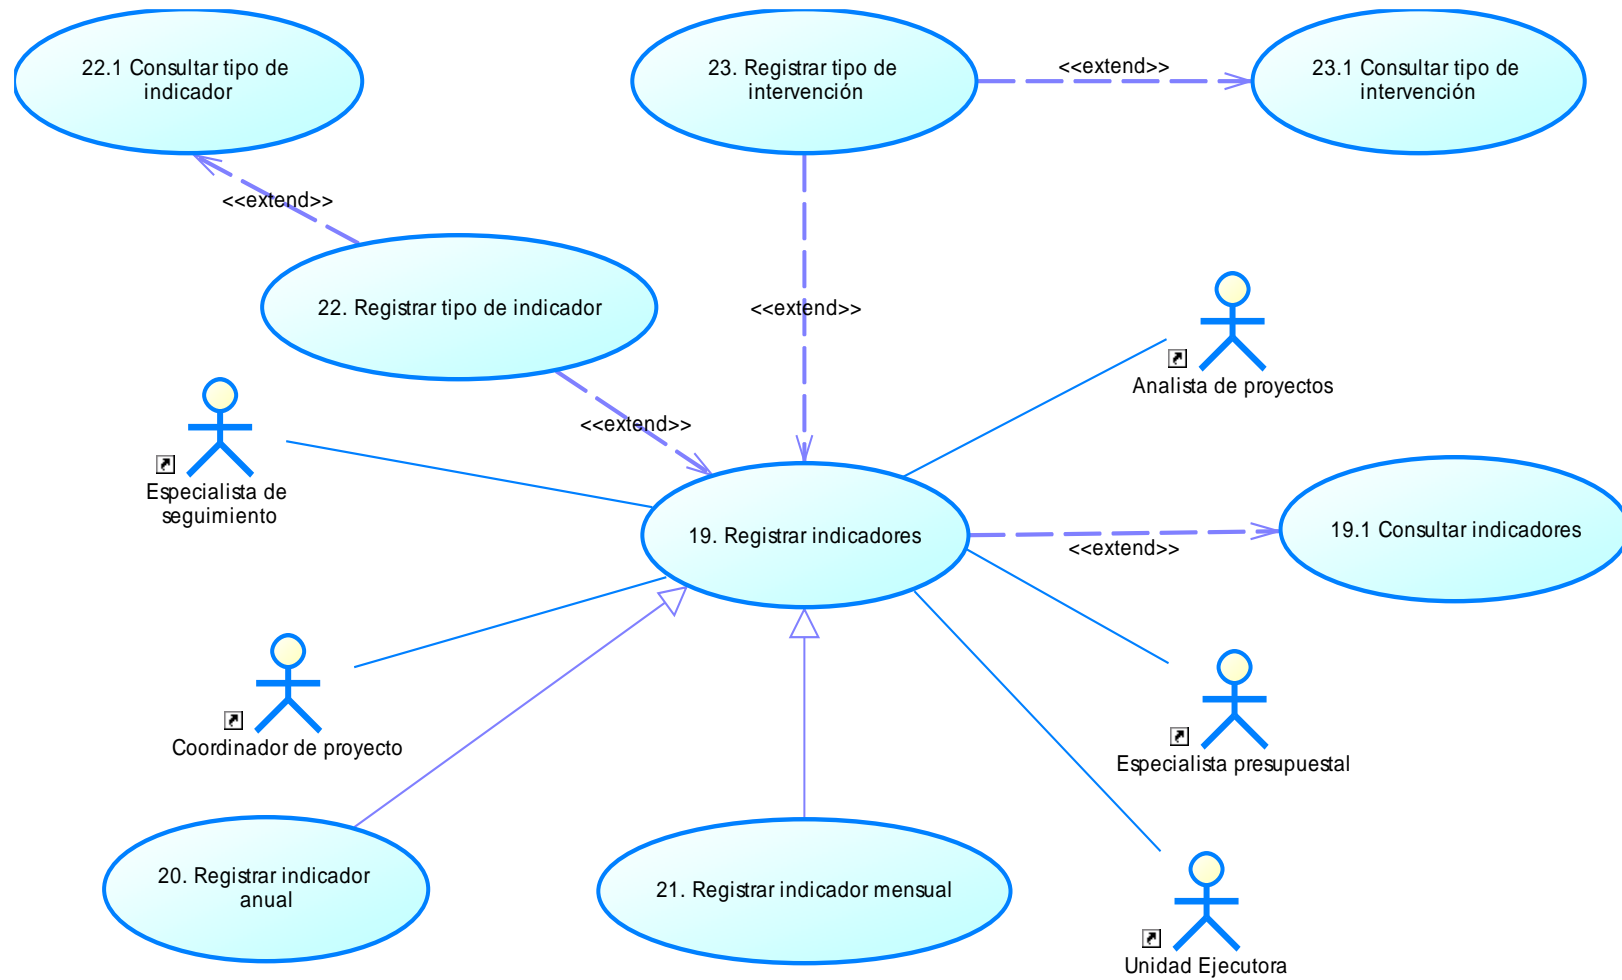 22.1 Consultar tipo de
indicador
23. Registrar tipo de
intervención
<<extend>>
23.1 Consultar tipo de
intervención
<<extend>>
22. Registrar tipo de indicador
<<extend>>
Analista de proyectos
<<extend>>
Especialista de
seguimiento
19. Registrar indicadores
<<extend>>
19.1 Consultar indicadores
Coordinador de proyecto
Especialista presupuestal
20. Registrar indicador
anual
21. Registrar indicador mensual
Unidad Ejecutora